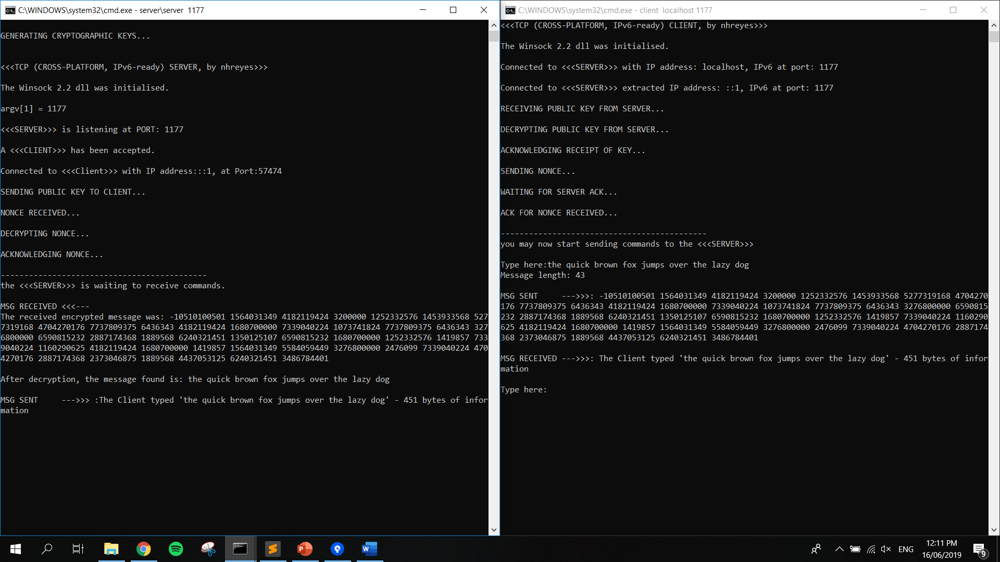 C:\WINDOWS\system32\cmd.exe - server\server  1177
GENERATING CRYPTOGRAPHIC KEYS...
<<<TCP (CROSS-PLATFORM, IPv6-ready) SERVER, by nhreyes>>>
The Winsock 2.2 dll was initialised.
argv[1] = 1177
<<<SERVER>>> is listening at PORT: 1177
A <<<CLIENT>>> has been accepted.
Connected to <<<Client>>> with IP address:::1, at Port:57474
SENDING PUBLIC KEY TO CLIENT...
NONCE RECEIVED...
DECRYPTING NONCE...
ACKNOWLEDGING NONCE...
--------------------------------------------
the <<<SERVER>>> is waiting to receive commands.
MSG RECEIVED <<<---
The received encrypted message was: -10510100501 1564031349 4182119424 3200000 1252332576 1453933568 527
7319168 4704270176 7737809375 6436343 4182119424 1680700000 7339040224 1073741824 7737809375 6436343 327
6800000 6590815232 2887174368 1889568 6240321451 1350125107 6590815232 1680700000 1252332576 1419857 733
9040224 1160290625 4182119424 1680700000 1419857 1564031349 5584059449 3276800000 2476099 7339040224 470
4270176 2887174368 2373046875 1889568 4437053125 6240321451 3486784401
After decryption, the message found is: the quick brown fox jumps over the lazy dog
MSG SENT     --->>> :The Client typed 'the quick brown fox jumps over the lazy dog' - 451 bytes of infor
mation
C:\WINDOWS\system32\cmd.exe - client  localhost 1177
<<<TCP (CROSS-PLATFORM, IPv6-ready) CLIENT, by nhreyes>>>
The Winsock 2.2 dll was initialised.
Connected to <<<SERVER>>> with IP address: localhost, IPv6 at port: 1177
Connected to <<<SERVER>>> extracted IP address: ::1, IPv6 at port: 1177
RECEIVING PUBLIC KEY FROM SERVER...
DECRYPTING PUBLIC KEY FROM SERVER...
ACKNOWLEDGING RECEIPT OF KEY...
SENDING NONCE...
WAITING FOR SERVER ACK...
ACK FOR NONCE RECEIVED...
--------------------------------------------
you may now start sending commands to the <<<SERVER>>>
Type here:the quick brown fox jumps over the lazy dog
Message length: 43
MSG SENT     --->>>: -10510100501 1564031349 4182119424 3200000 1252332576 1453933568 5277319168 4704270
176 7737809375 6436343 4182119424 1680700000 7339040224 1073741824 7737809375 6436343 3276800000 6590815
232 2887174368 1889568 6240321451 1350125107 6590815232 1680700000 1252332576 1419857 7339040224 1160290
625 4182119424 1680700000 1419857 1564031349 5584059449 3276800000 2476099 7339040224 4704270176 2887174
368 2373046875 1889568 4437053125 6240321451 3486784401
MSG RECEIVED --->>>: The Client typed 'the quick brown fox jumps over the lazy dog' - 451 bytes of infor
mation
Type here:
ENG
12:11 PM
16/06/2019
9